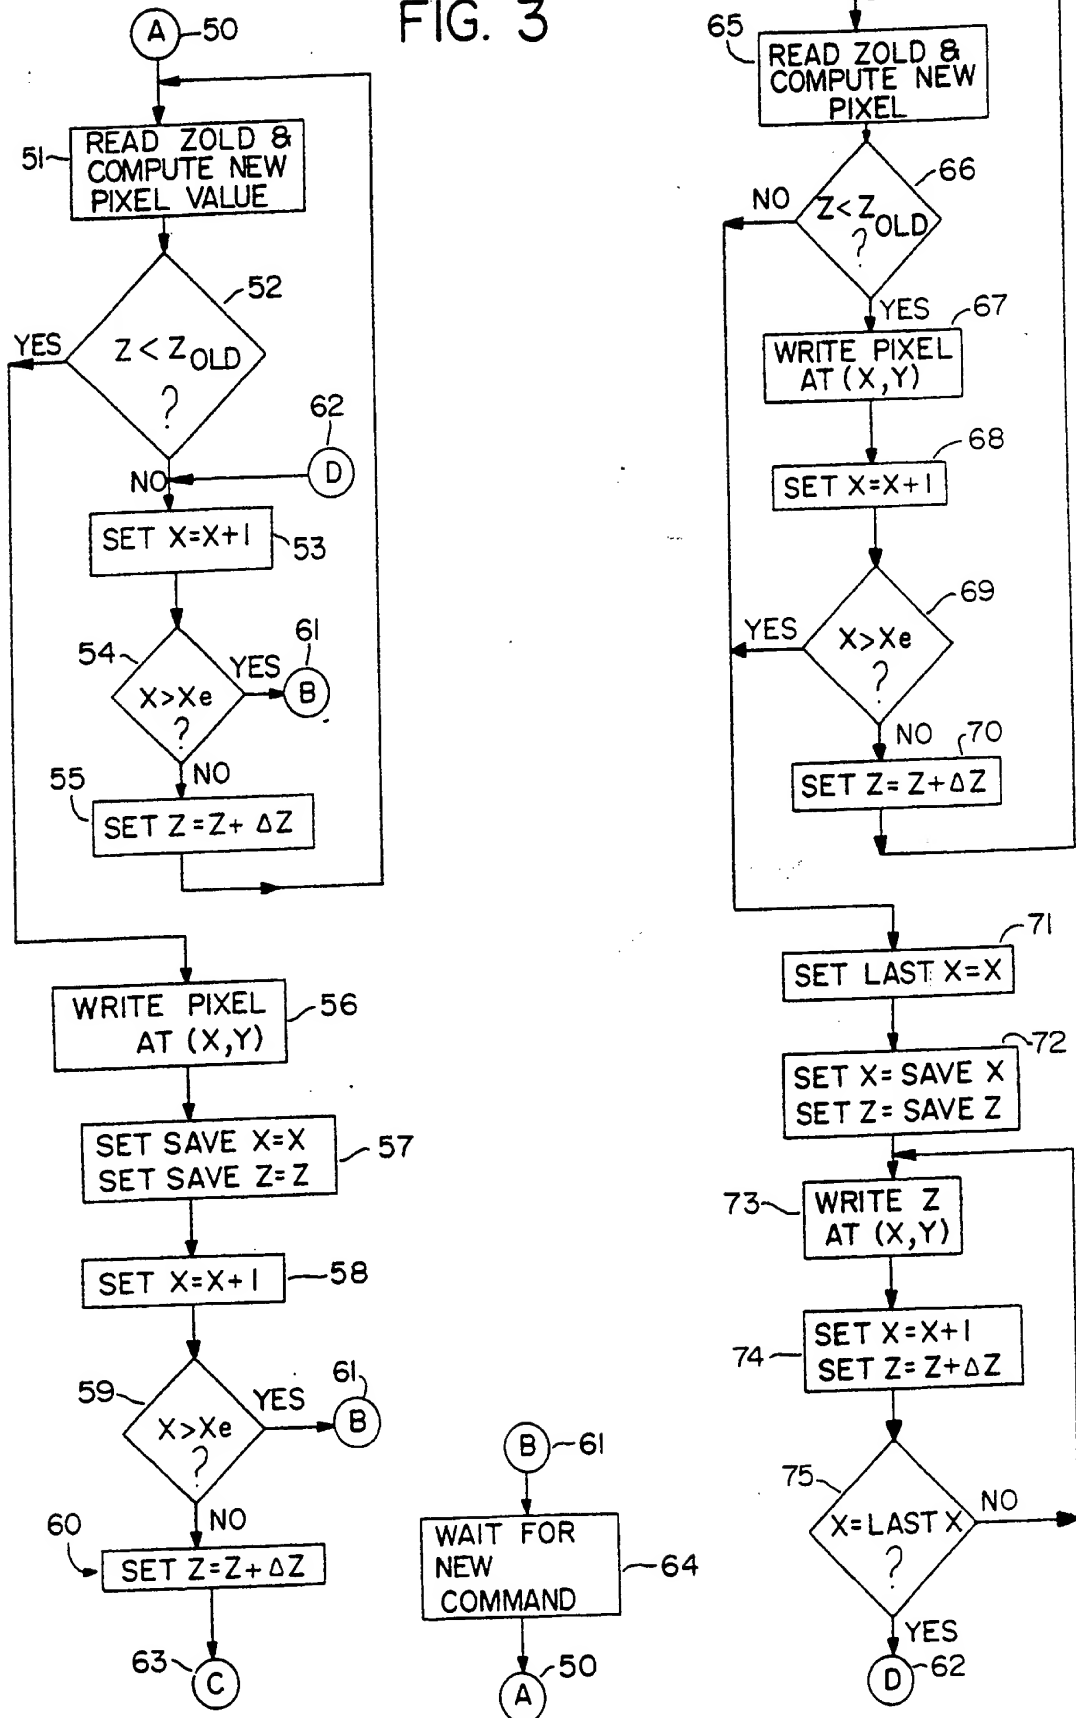 FIG. 3
A 50
51 READ ZOLD &
COMPUTE NEW
PIXEL VALUE
52
YES
Z < ZOLD
?
62
D
NO
SET X=X+1
53
54
X>Xe
?
YES
61
B
NO
55
SET Z=Z+ ΔZ
WRITE PIXEL
AT (X,Y)
56
SET SAVE X=X
SET SAVE Z=Z
57
SET X=X+1
58
59
X>Xe
?
YES
61
B
NO
60
SET Z=Z+ΔZ
63
C
B
61
WAIT FOR
NEW
COMMAND
64
50
A
65
READ ZOLD &
COMPUTE NEW
PIXEL
66
NO
Z<ZOLD
?
YES
67
WRITE PIXEL
AT (X,Y)
68
SET X=X+1
69
YES
X>Xe
?
NO
70
SET Z=Z+ΔZ
71
SET LAST X=X
72
SET X=SAVE X
SET Z=SAVE Z
73
WRITE Z
AT (X,Y)
74
SET X=X+1
SET Z=Z+ΔZ
75
X=LAST X
?
NO
YES
D
62